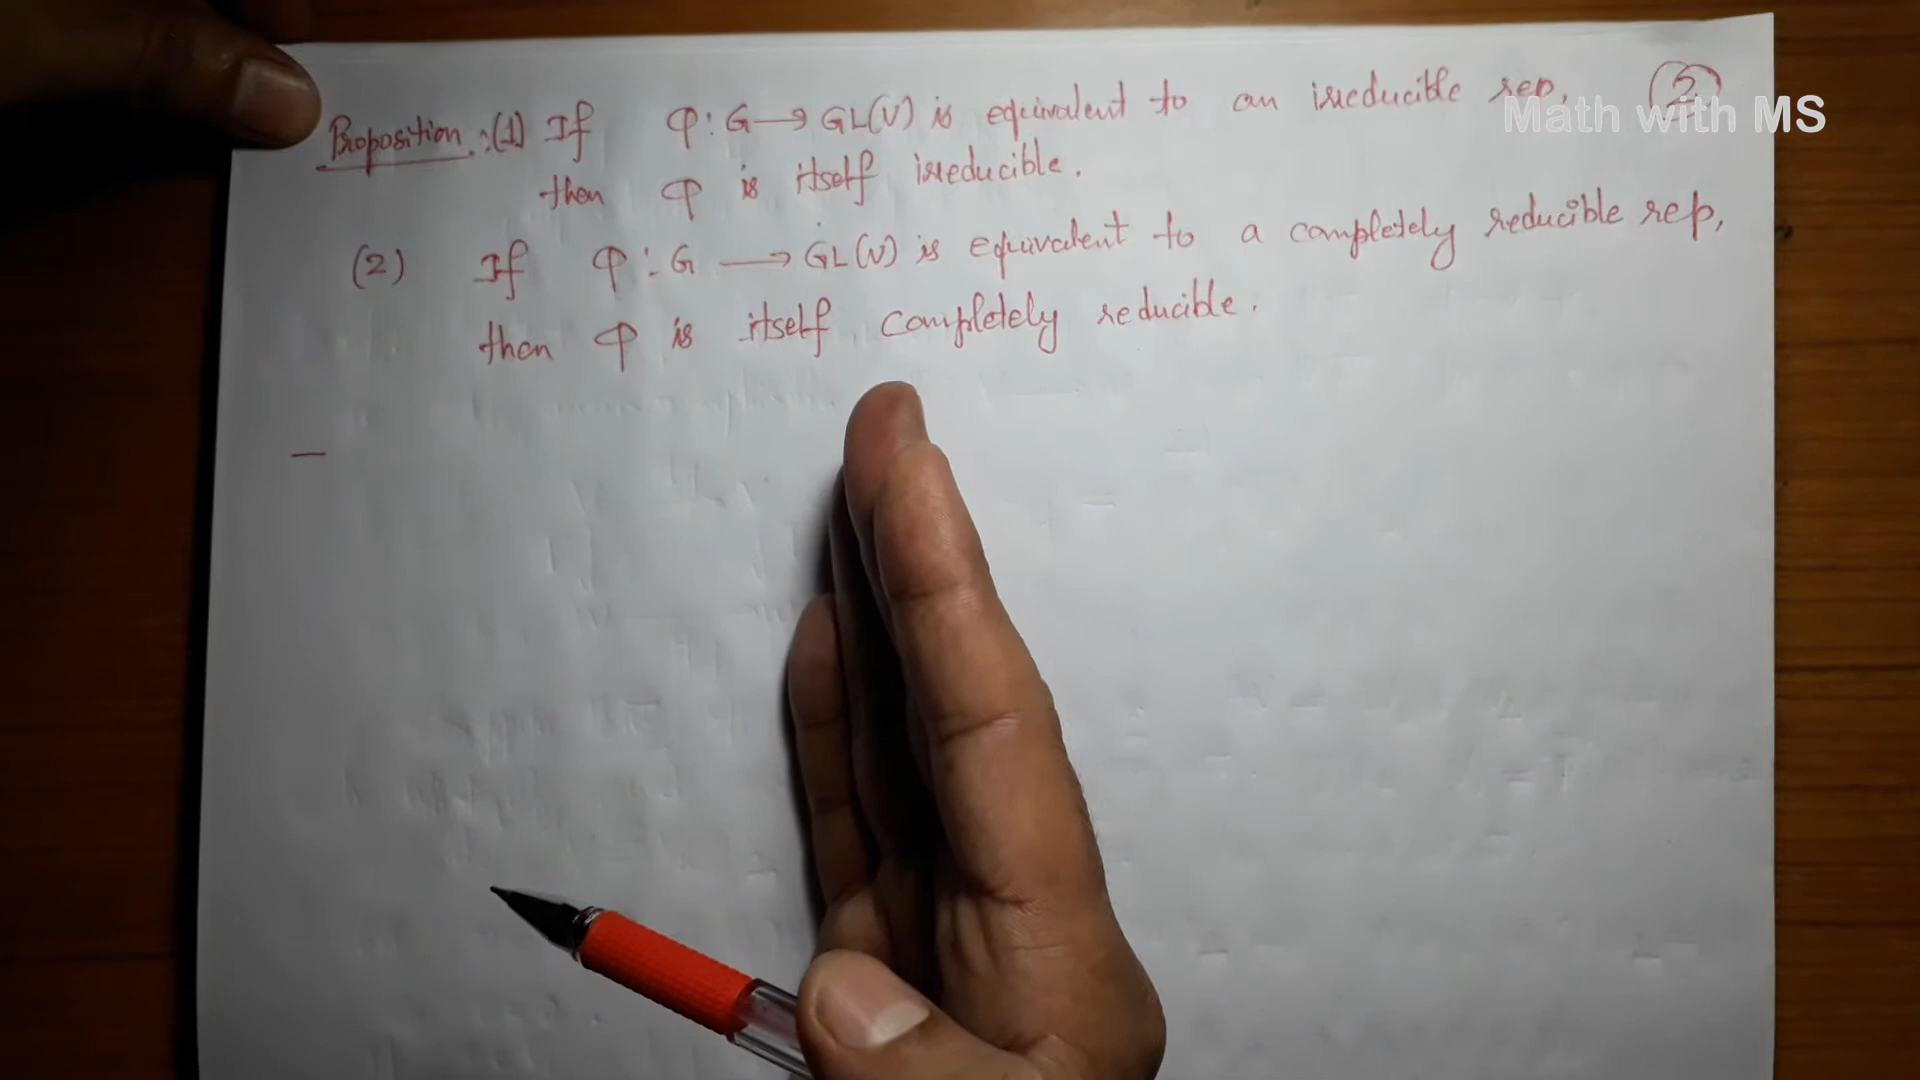 Proposition :(1) If φ: G → GL(V) is equivalent to an irreducible rep, (2)
Math with MS
then φ is itself irreducible.
(2) If φ: G → GL(V) is equivalent to a completely reducible rep,
then φ is itself completely reducible.
—